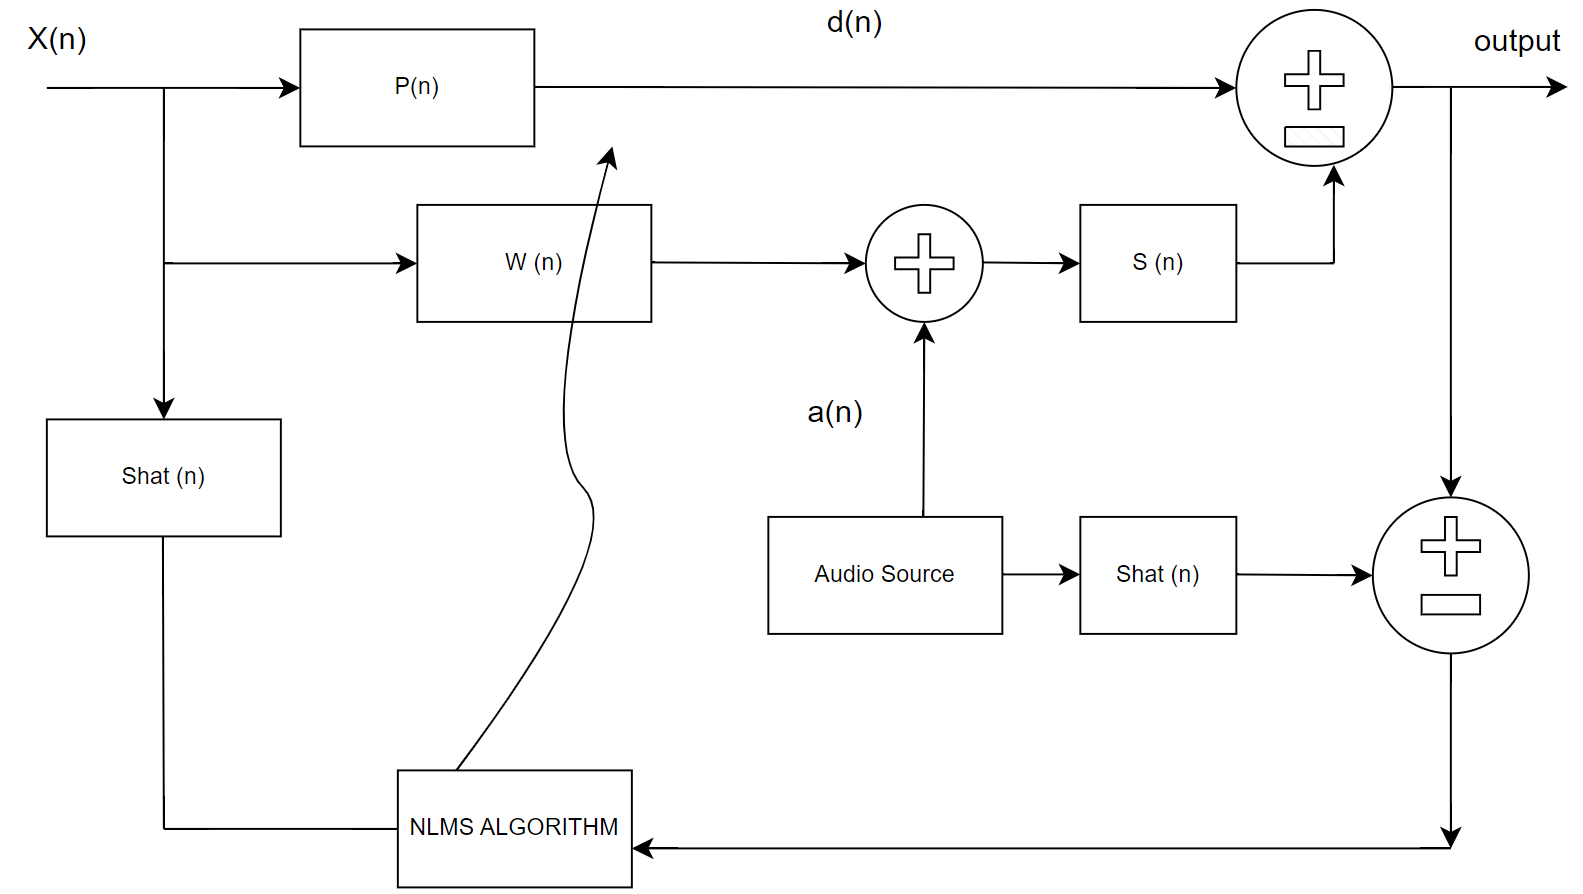 X(n)
d(n)
output
P(n)
W (n)
S (n)
a(n)
Shat (n)
Audio Source
Shat (n)
NLMS ALGORITHM